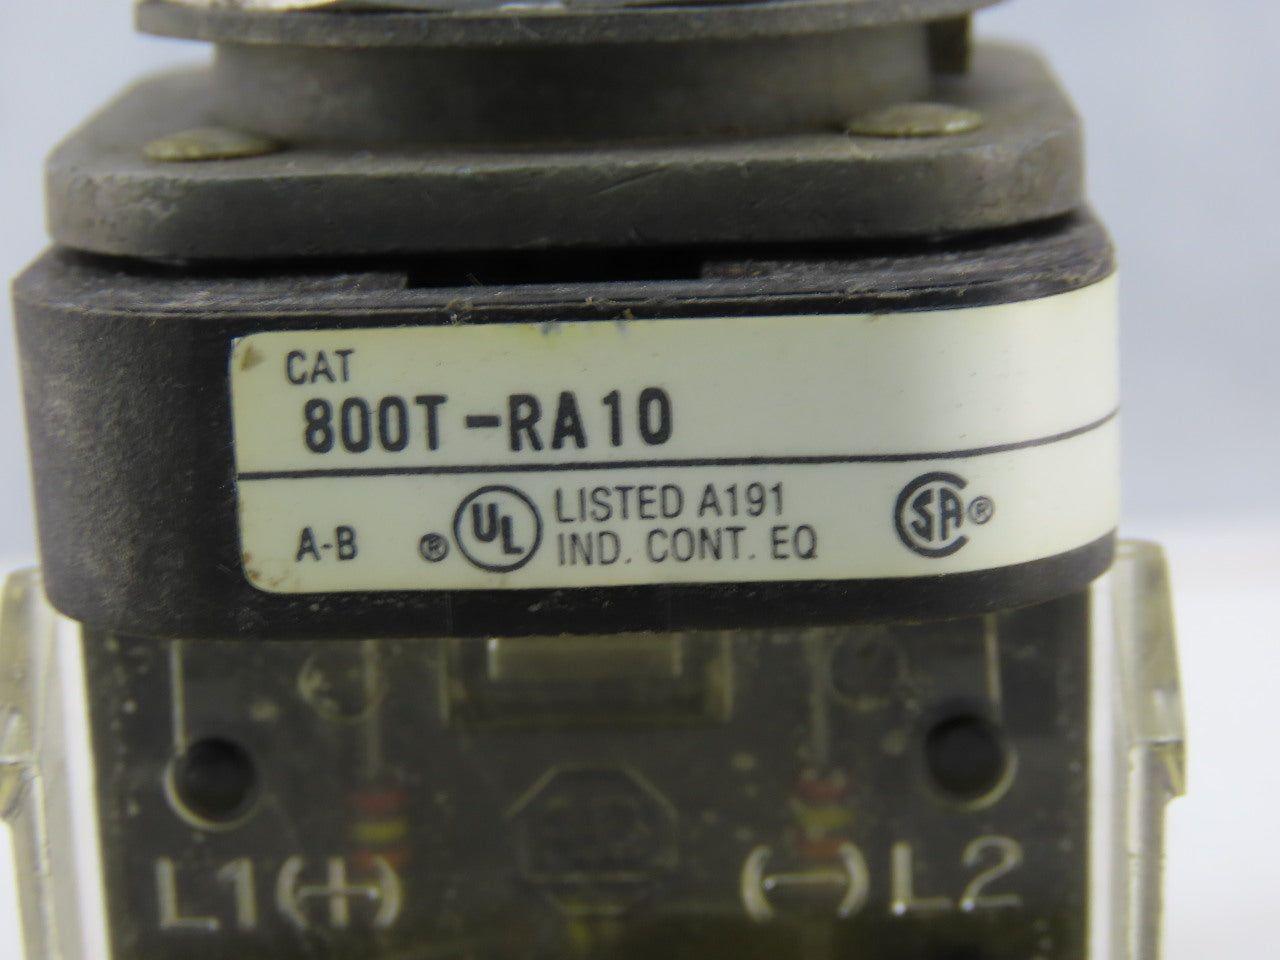 CAT
800T-RA10
A-B ® UL LISTED A191 SA®
IND. CONT. EQ
L1(+) (-)L2